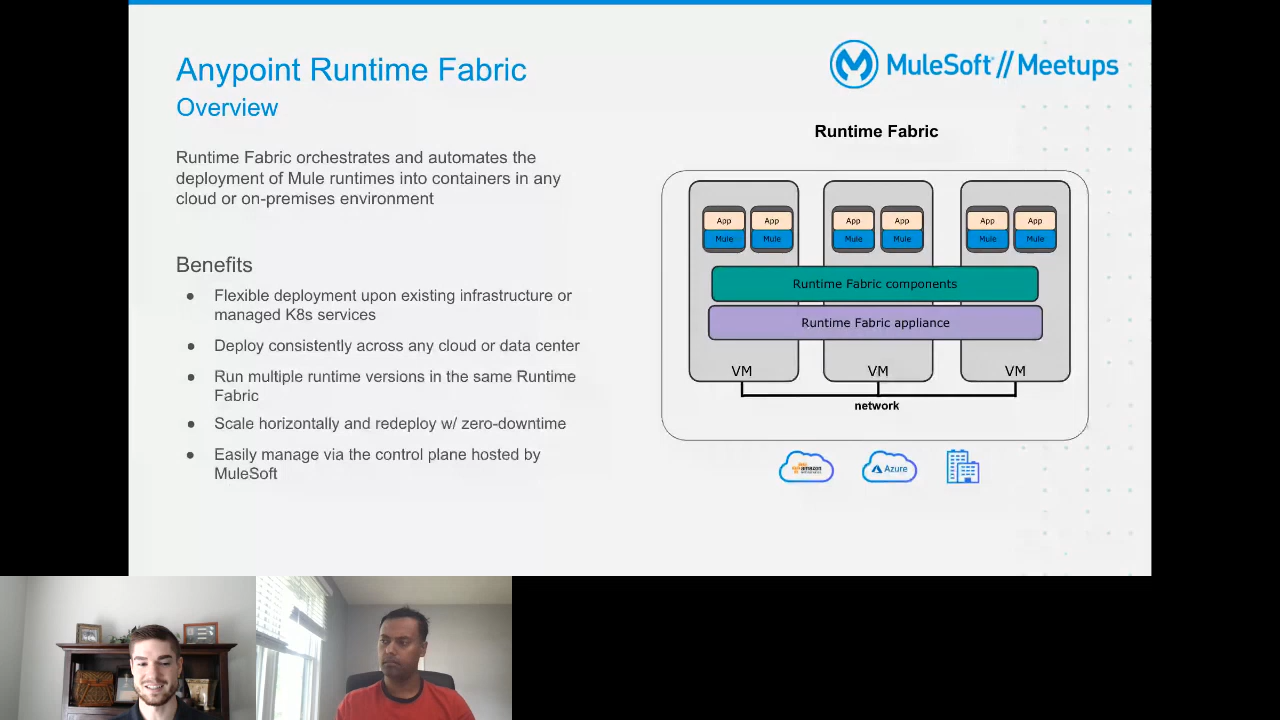 Anypoint Runtime Fabric
Overview
MuleSoft // Meetups
Runtime Fabric orchestrates and automates the
deployment of Mule runtimes into containers in any
cloud or on-premises environment
Benefits
● Flexible deployment upon existing infrastructure or
managed K8s services
● Deploy consistently across any cloud or data center
● Run multiple runtime versions in the same Runtime
Fabric
● Scale horizontally and redeploy w/ zero-downtime
● Easily manage via the control plane hosted by
MuleSoft
Runtime Fabric
App App App App App App
Mule Mule Mule Mule Mule Mule
Runtime Fabric components
Runtime Fabric appliance
VM VM VM
network
amazon
Azure